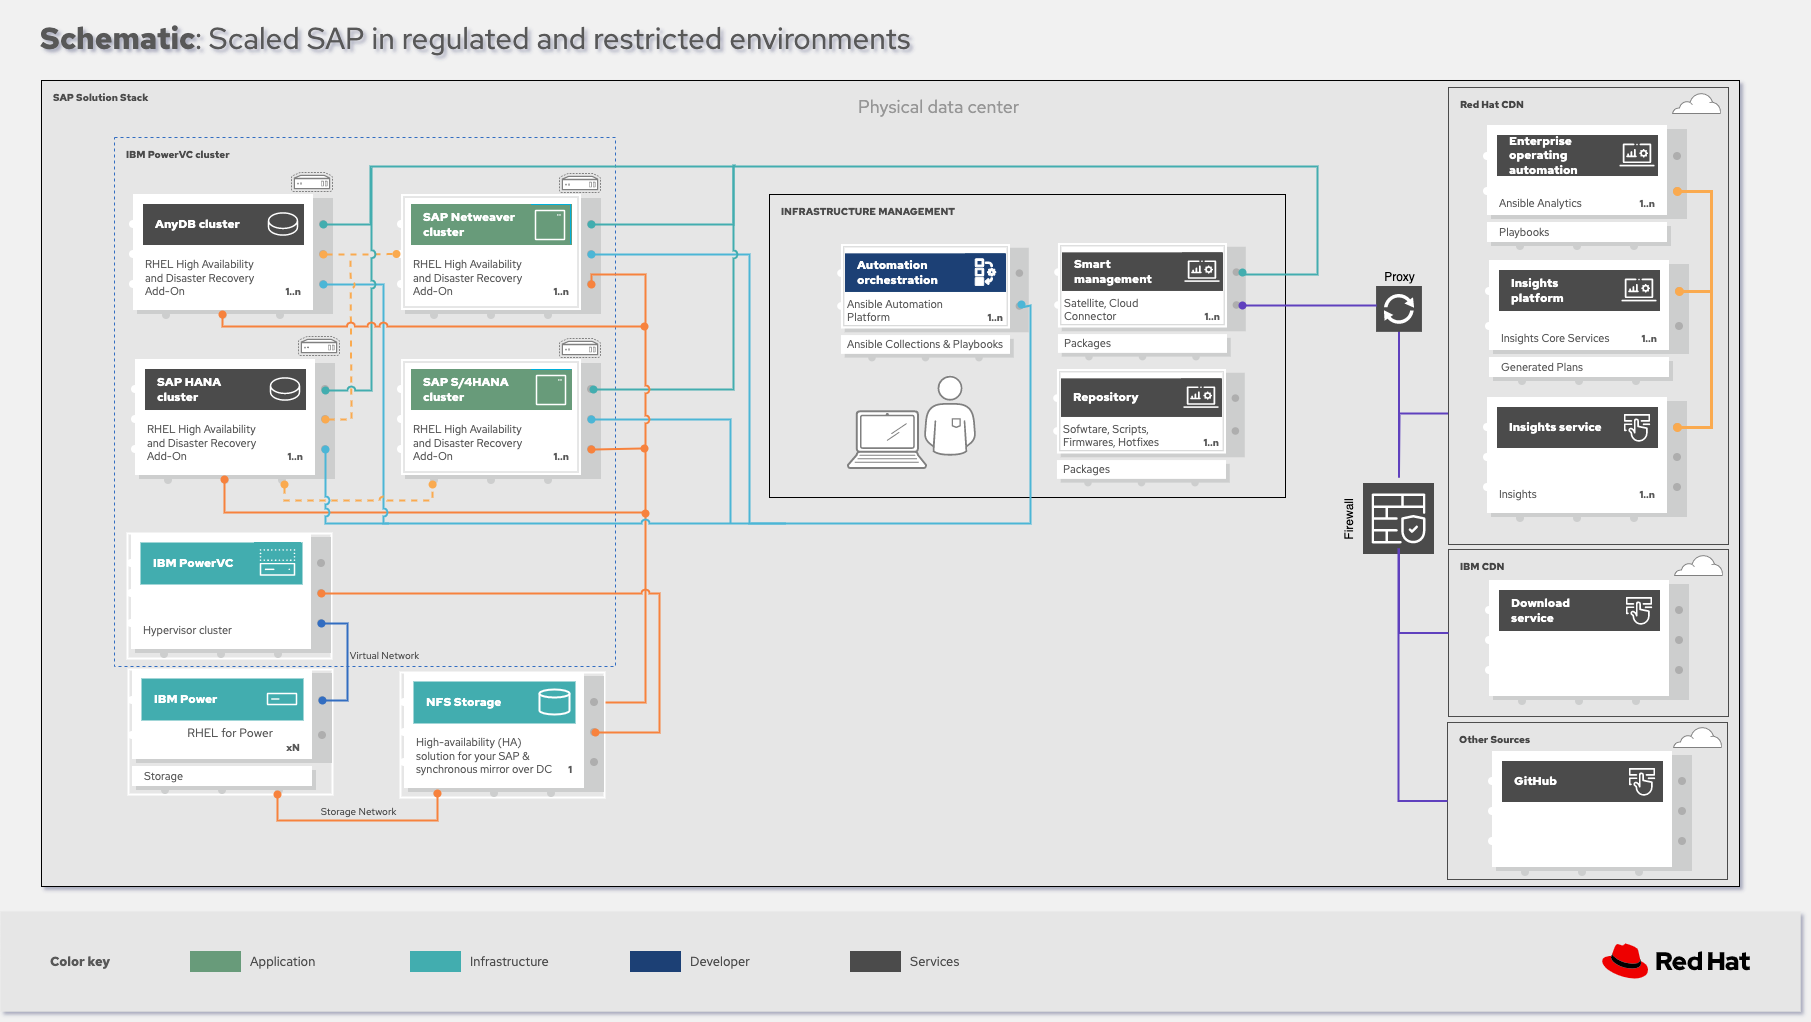 Schematic: Scaled SAP in regulated and restricted environments
SAP Solution Stack
Physical data center
IBM PowerVC cluster
AnyDB cluster
RHEL High Availability
and Disaster Recovery
Add-On
1..n
SAP Netweaver
cluster
RHEL High Availability
and Disaster Recovery
Add-On
1..n
SAP HANA
cluster
RHEL High Availability
and Disaster Recovery
Add-On
1..n
SAP S/4HANA
cluster
RHEL High Availability
and Disaster Recovery
Add-On
1..n
IBM PowerVC
Hypervisor cluster
Virtual Network
IBM Power
RHEL for Power
xN
Storage
NFS Storage
High-availability (HA)
solution for your SAP &
synchronous mirror over DC
1
Storage Network
INFRASTRUCTURE MANAGEMENT
Automation
orchestration
Ansible Automation
Platform
1..n
Ansible Collections & Playbooks
Smart
management
Satellite, Cloud
Connector
1..n
Packages
Repository
Sofwtare, Scripts,
Firmwares, Hotfixes
1..n
Packages
Proxy
Firewall
Red Hat CDN
Enterprise
operating
automation
Ansible Analytics
1..n
Playbooks
Insights
platform
Insights Core Services
1..n
Generated Plans
Insights service
Insights
1..n
IBM CDN
Download
service
Other Sources
GitHub
Color key
Application
Infrastructure
Developer
Services
Red Hat